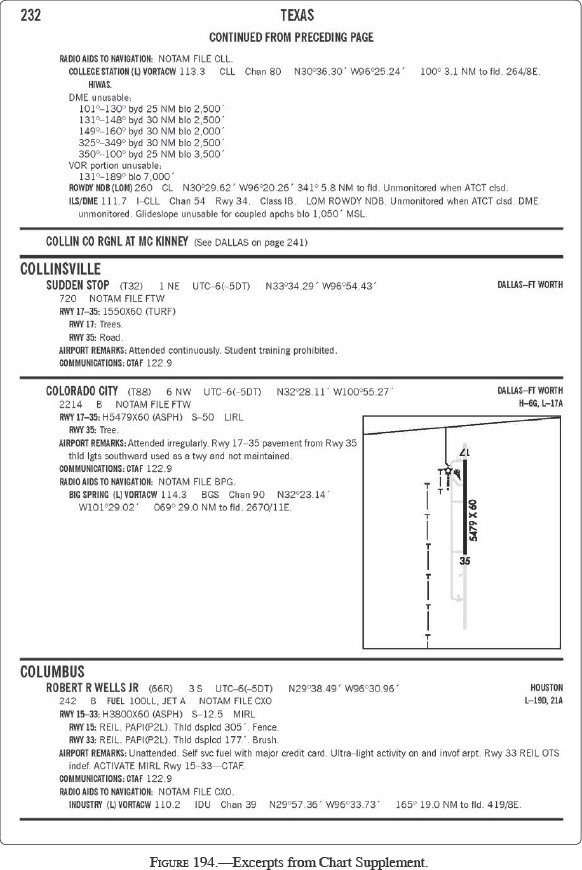 232 TEXAS
CONTINUED FROM PRECEDING PAGE
RADIO AIDS TO NAVIGATION: NOTAM FILE CLL.
COLLEGE STATION (L) VORTACW 113.3 CLL Chan 80 N30°36.30´ W96°25.24´ 100° 3.1 NM to fld. 264/8E.
HIWAS.
DME unusable:
101°–130° byd 25 NM blo 2,500´
131°–148° byd 30 NM blo 2,500´
149°–160° byd 30 NM blo 2,000´
325°–349° byd 30 NM blo 2,500´
350°–100° byd 25 NM blo 3,500´
VOR portion unusable:
131°–189° blo 7,000´
ROWDY NDB (LOM) 260 CL N30°29.62´ W96°20.26´ 341° 5.8 NM to fld. Unmonitored when ATCT clsd.
ILS/DME 111.7 I–CLL Chan 54 Rwy 34. Class IB. LOM ROWDY NDB. Unmonitored when ATCT clsd. DME
unmonitored. Glideslope unusable for coupled apchs blo 1,050´ MSL.
COLLIN CO RGNL AT MC KINNEY (See DALLAS on page 241)
COLLINSVILLE
SUDDEN STOP (T32) 1 NE UTC–6(–5DT) N33°34.29´ W96°54.43´ DALLAS–FT WORTH
720 NOTAM FILE FTW
RWY 17–35: 1550X60 (TURF)
RWY 17: Trees.
RWY 35: Road.
AIRPORT REMARKS: Attended continuously. Student training prohibited.
COMMUNICATIONS: CTAF 122.9
COLORADO CITY (T88) 6 NW UTC–6(–5DT) N32°28.11´ W100°55.27´ DALLAS–FT WORTH
2214 B NOTAM FILE FTW H–6G, L–17A
RWY 17–35: H5479X60 (ASPH) S–50 LIRL
RWY 35: Tree.
AIRPORT REMARKS: Attended irregularly. Rwy 17–35 pavement from Rwy 35
thld lgts southward used as a twy and not maintained.
COMMUNICATIONS: CTAF 122.9
RADIO AIDS TO NAVIGATION: NOTAM FILE BPG.
BIG SPRING (L) VORTACW 114.3 BGS Chan 90 N32°23.14´
W101°29.02´ 069° 29.0 NM to fld. 2670/11E.
17
5479 X 60
35
COLUMBUS
ROBERT R WELLS JR (66R) 3 S UTC–6(–5DT) N29°38.49´ W96°30.96´ HOUSTON
242 B FUEL 100LL, JET A NOTAM FILE CXO L–19D, 21A
RWY 15–33: H3800X60 (ASPH) S–12.5 MIRL
RWY 15: REIL. PAPI(P2L). Thld dsplcd 305´. Fence.
RWY 33: REIL. PAPI(P2L). Thld dsplcd 177´. Brush.
AIRPORT REMARKS: Unattended. Self svc fuel with major credit card. Ultra–light activity on and invof arpt. Rwy 33 REIL OTS
indef. ACTIVATE MIRL Rwy 15–33—CTAF.
COMMUNICATIONS: CTAF 122.9
RADIO AIDS TO NAVIGATION: NOTAM FILE CXO.
INDUSTRY (L) VORTACW 110.2 IDU Chan 39 N29°57.36´ W96°33.73´ 165° 19.0 NM to fld. 419/8E.
FIGURE 194.—Excerpts from Chart Supplement.